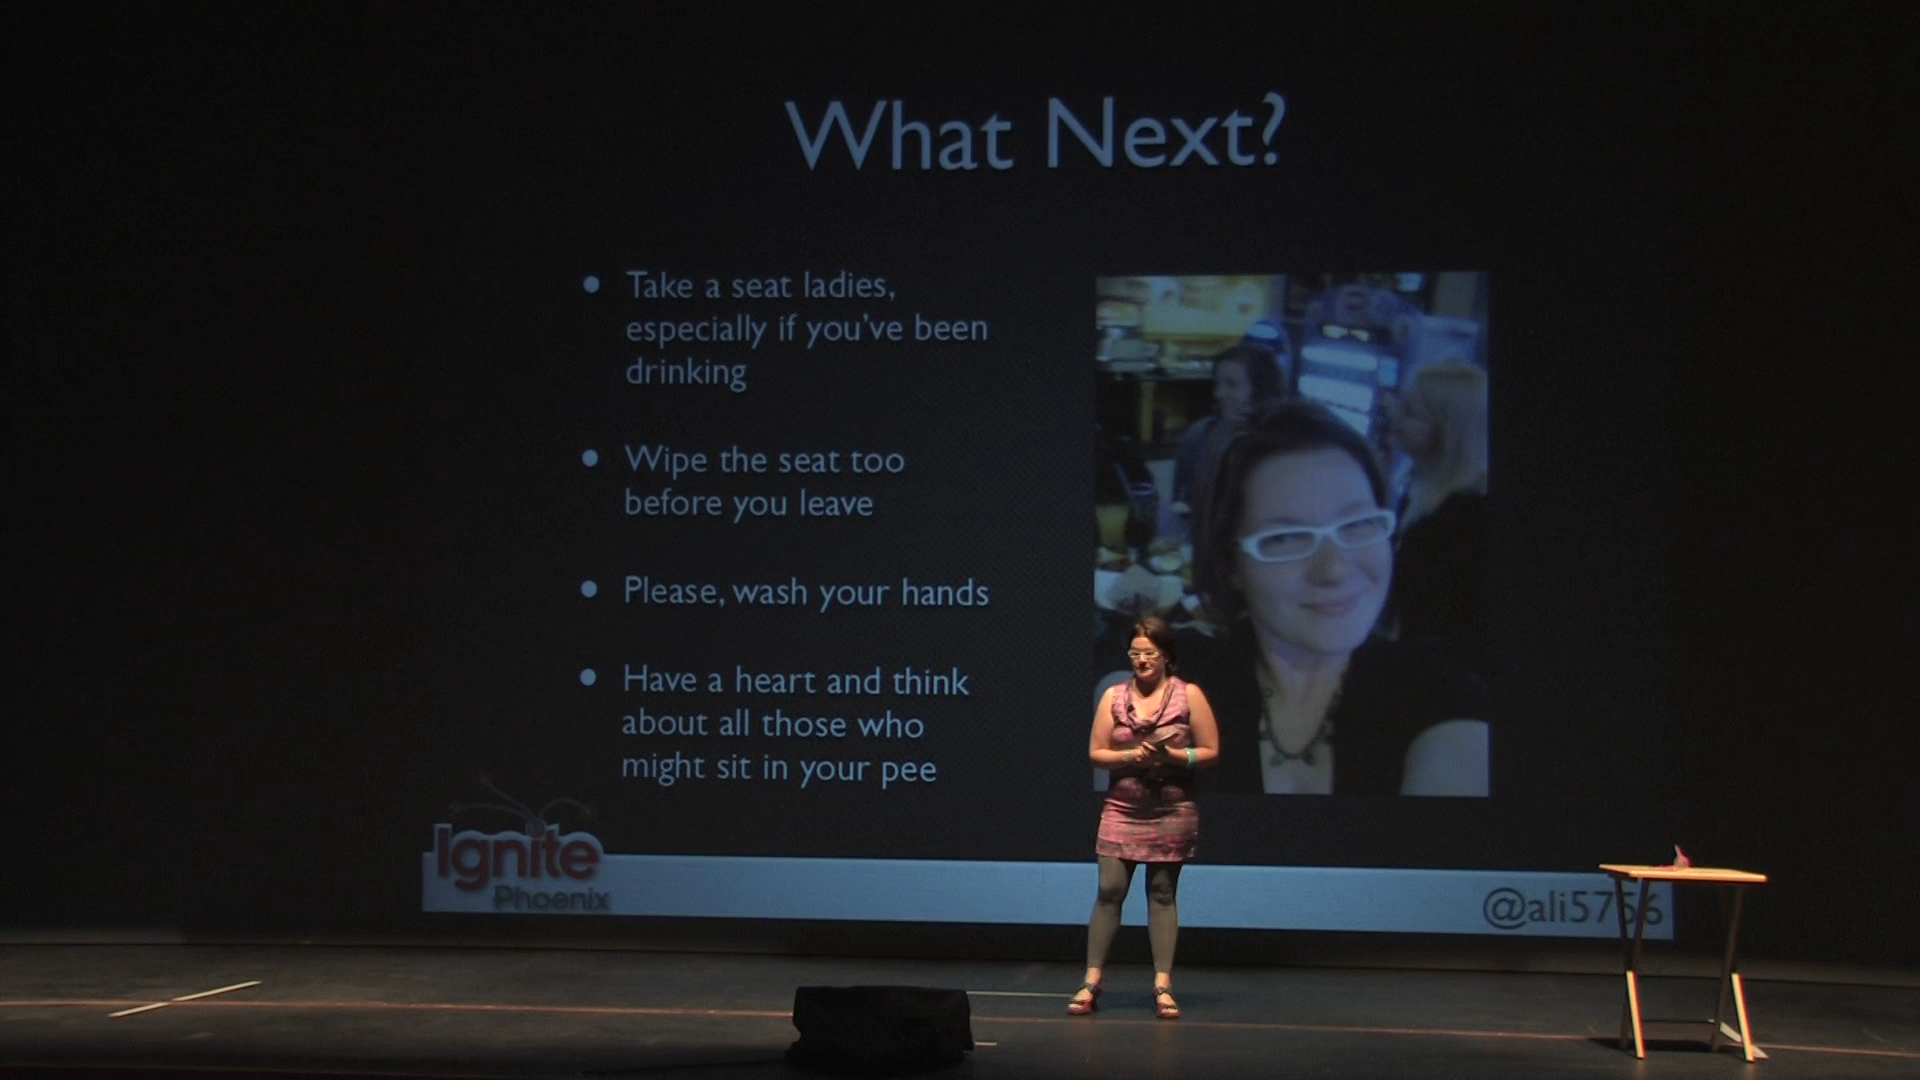 What Next?
• Take a seat ladies,
especially if you've been
drinking
• Wipe the seat too
before you leave
• Please, wash your hands
• Have a heart and think
about all those who
might sit in your pee
Ignite
Phoenix
@ali5756